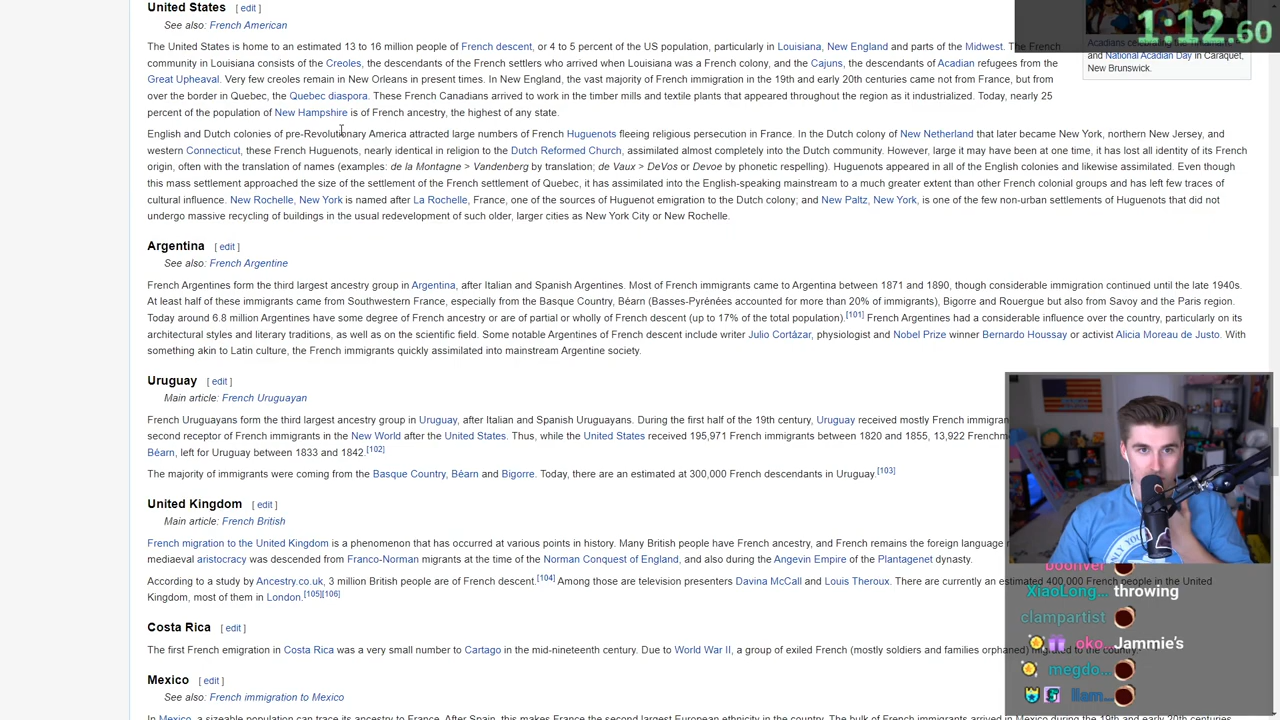 United States [ edit ]
1:12.60
See also: French American
The United States is home to an estimated 13 to 16 million people of French descent, or 4 to 5 percent of the US population, particularly in Louisiana, New England and parts of the Midwest. The French
community in Louisiana consists of the Creoles, the descendants of the French settlers who arrived when Louisiana was a French colony, and the Cajuns, the descendants of Acadian refugees from the
Great Upheaval. Very few creoles remain in New Orleans in present times. In New England, the vast majority of French immigration in the 19th and early 20th centuries came not from France, but from
over the border in Quebec, the Quebec diaspora. These French Canadians arrived to work in the timber mills and textile plants that appeared throughout the region as it industrialized. Today, nearly 25
percent of the population of New Hampshire is of French ancestry, the highest of any state.
Acadians celebrating the
and National Acadian Day in Caraquet,
New Brunswick.
English and Dutch colonies of pre-Revolutionary America attracted large numbers of French Huguenots fleeing religious persecution in France. In the Dutch colony of New Netherland that later became New York, northern New Jersey, and
western Connecticut, these French Huguenots, nearly identical in religion to the Dutch Reformed Church, assimilated almost completely into the Dutch community. However, large it may have been at one time, it has lost all identity of its French
origin, often with the translation of names (examples: de la Montagne > Vandenberg by translation; de Vaux > DeVos or Devoe by phonetic respelling). Huguenots appeared in all of the English colonies and likewise assimilated. Even though
this mass settlement approached the size of the settlement of the French settlement of Quebec, it has assimilated into the English-speaking mainstream to a much greater extent than other French colonial groups and has left few traces of
cultural influence. New Rochelle, New York is named after La Rochelle, France, one of the sources of Huguenot emigration to the Dutch colony; and New Paltz, New York, is one of the few non-urban settlements of Huguenots that did not
undergo massive recycling of buildings in the usual redevelopment of such older, larger cities as New York City or New Rochelle.
Argentina [ edit ]
See also: French Argentine
French Argentines form the third largest ancestry group in Argentina, after Italian and Spanish Argentines. Most of French immigrants came to Argentina between 1871 and 1890, though considerable immigration continued until the late 1940s.
At least half of these immigrants came from Southwestern France, especially from the Basque Country, Béarn (Basses-Pyrénées accounted for more than 20% of immigrants), Bigorre and Rouergue but also from Savoy and the Paris region.
Today around 6.8 million Argentines have some degree of French ancestry or are of partial or wholly of French descent (up to 17% of the total population).[101] French Argentines had a considerable influence over the country, particularly on its
architectural styles and literary traditions, as well as on the scientific field. Some notable Argentines of French descent include writer Julio Cortázar, physiologist and Nobel Prize winner Bernardo Houssay or activist Alicia Moreau de Justo. With
something akin to Latin culture, the French immigrants quickly assimilated into mainstream Argentine society.
Uruguay [ edit ]
Main article: French Uruguayan
French Uruguayans form the third largest ancestry group in Uruguay, after Italian and Spanish Uruguayans. During the first half of the 19th century, Uruguay received mostly French immigran
second receptor of French immigrants in the New World after the United States. Thus, while the United States received 195,971 French immigrants between 1820 and 1855, 13,922 Frenchm
Béarn, left for Uruguay between 1833 and 1842.[102]
The majority of immigrants were coming from the Basque Country, Béarn and Bigorre. Today, there are an estimated at 300,000 French descendants in Uruguay.[103]
United Kingdom [ edit ]
Main article: French British
French migration to the United Kingdom is a phenomenon that has occurred at various points in history. Many British people have French ancestry, and French remains the foreign language
mediaeval aristocracy was descended from Franco-Norman migrants at the time of the Norman Conquest of England, and also during the Angevin Empire of the Plantagenet dynasty.
According to a study by Ancestry.co.uk, 3 million British people are of French descent.[104] Among those are television presenters Davina McCall and Louis Theroux. There are currently an estimated 400,000 French people in the United
Kingdom, most of them in London.[105][106]
Costa Rica [ edit ]
The first French emigration in Costa Rica was a very small number to Cartago in the mid-nineteenth century. Due to World War II, a group of exiled French (mostly soldiers and families orphaned) migrated to the country.
Mexico [ edit ]
See also: French immigration to Mexico
In Mexico, a sizeable population can trace its ancestry to France. After Spain, this makes France the second largest European ethnicity in the country. The bulk of French immigrants arrived in Mexico during the 19th and early 20th
XiaoLong... throwing
clampartist
oko Jammie's
megdo...
llam...